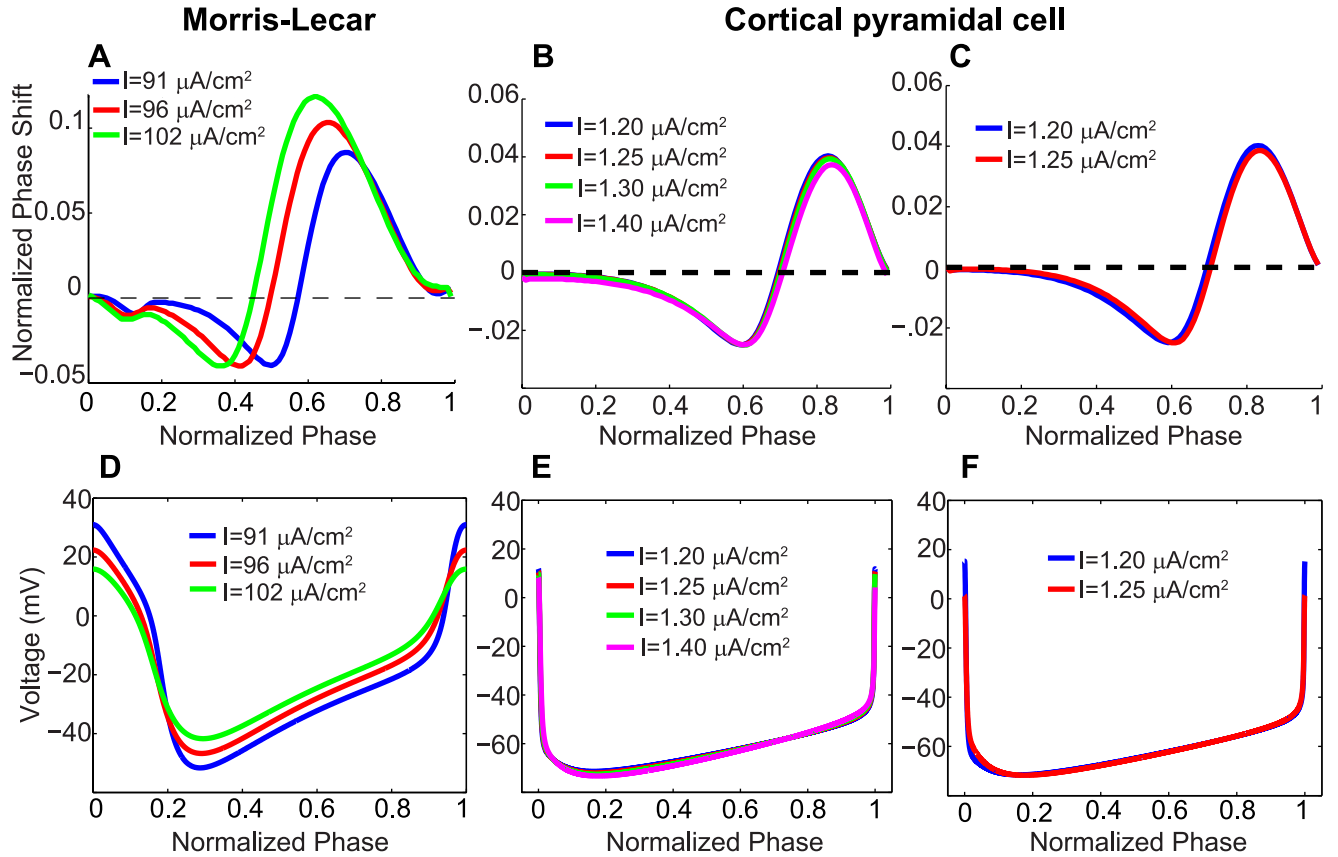 Morris-Lecar
Cortical pyramidal cell
A
I=91 μA/cm²
I=96 μA/cm²
I=102 μA/cm²
Normalized Phase Shift
0.1
0.05
0
−0.05
0 0.2 0.4 0.6 0.8 1
Normalized Phase
B
I=1.20 μA/cm²
I=1.25 μA/cm²
I=1.30 μA/cm²
I=1.40 μA/cm²
0.06
0.04
0.02
0
−.02
0 0.2 0.4 0.6 0.8 1
Normalized Phase
C
I=1.20 μA/cm²
I=1.25 μA/cm²
0.06
0.04
0.02
0
−.02
0 0.2 0.4 0.6 0.8 1
Normalized Phase
D
I=91 μA/cm²
I=96 μA/cm²
I=102 μA/cm²
Voltage (mV)
40
20
0
−20
−40
0 0.2 0.4 0.6 0.8 1
Normalized Phase
E
I=1.20 μA/cm²
I=1.25 μA/cm²
I=1.30 μA/cm²
I=1.40 μA/cm²
40
20
0
−20
−40
−60
0 0.2 0.4 0.6 0.8 1
Normalized Phase
F
I=1.20 μA/cm²
I=1.25 μA/cm²
40
20
0
−20
−40
−60
0 0.2 0.4 0.6 0.8 1
Normalized Phase